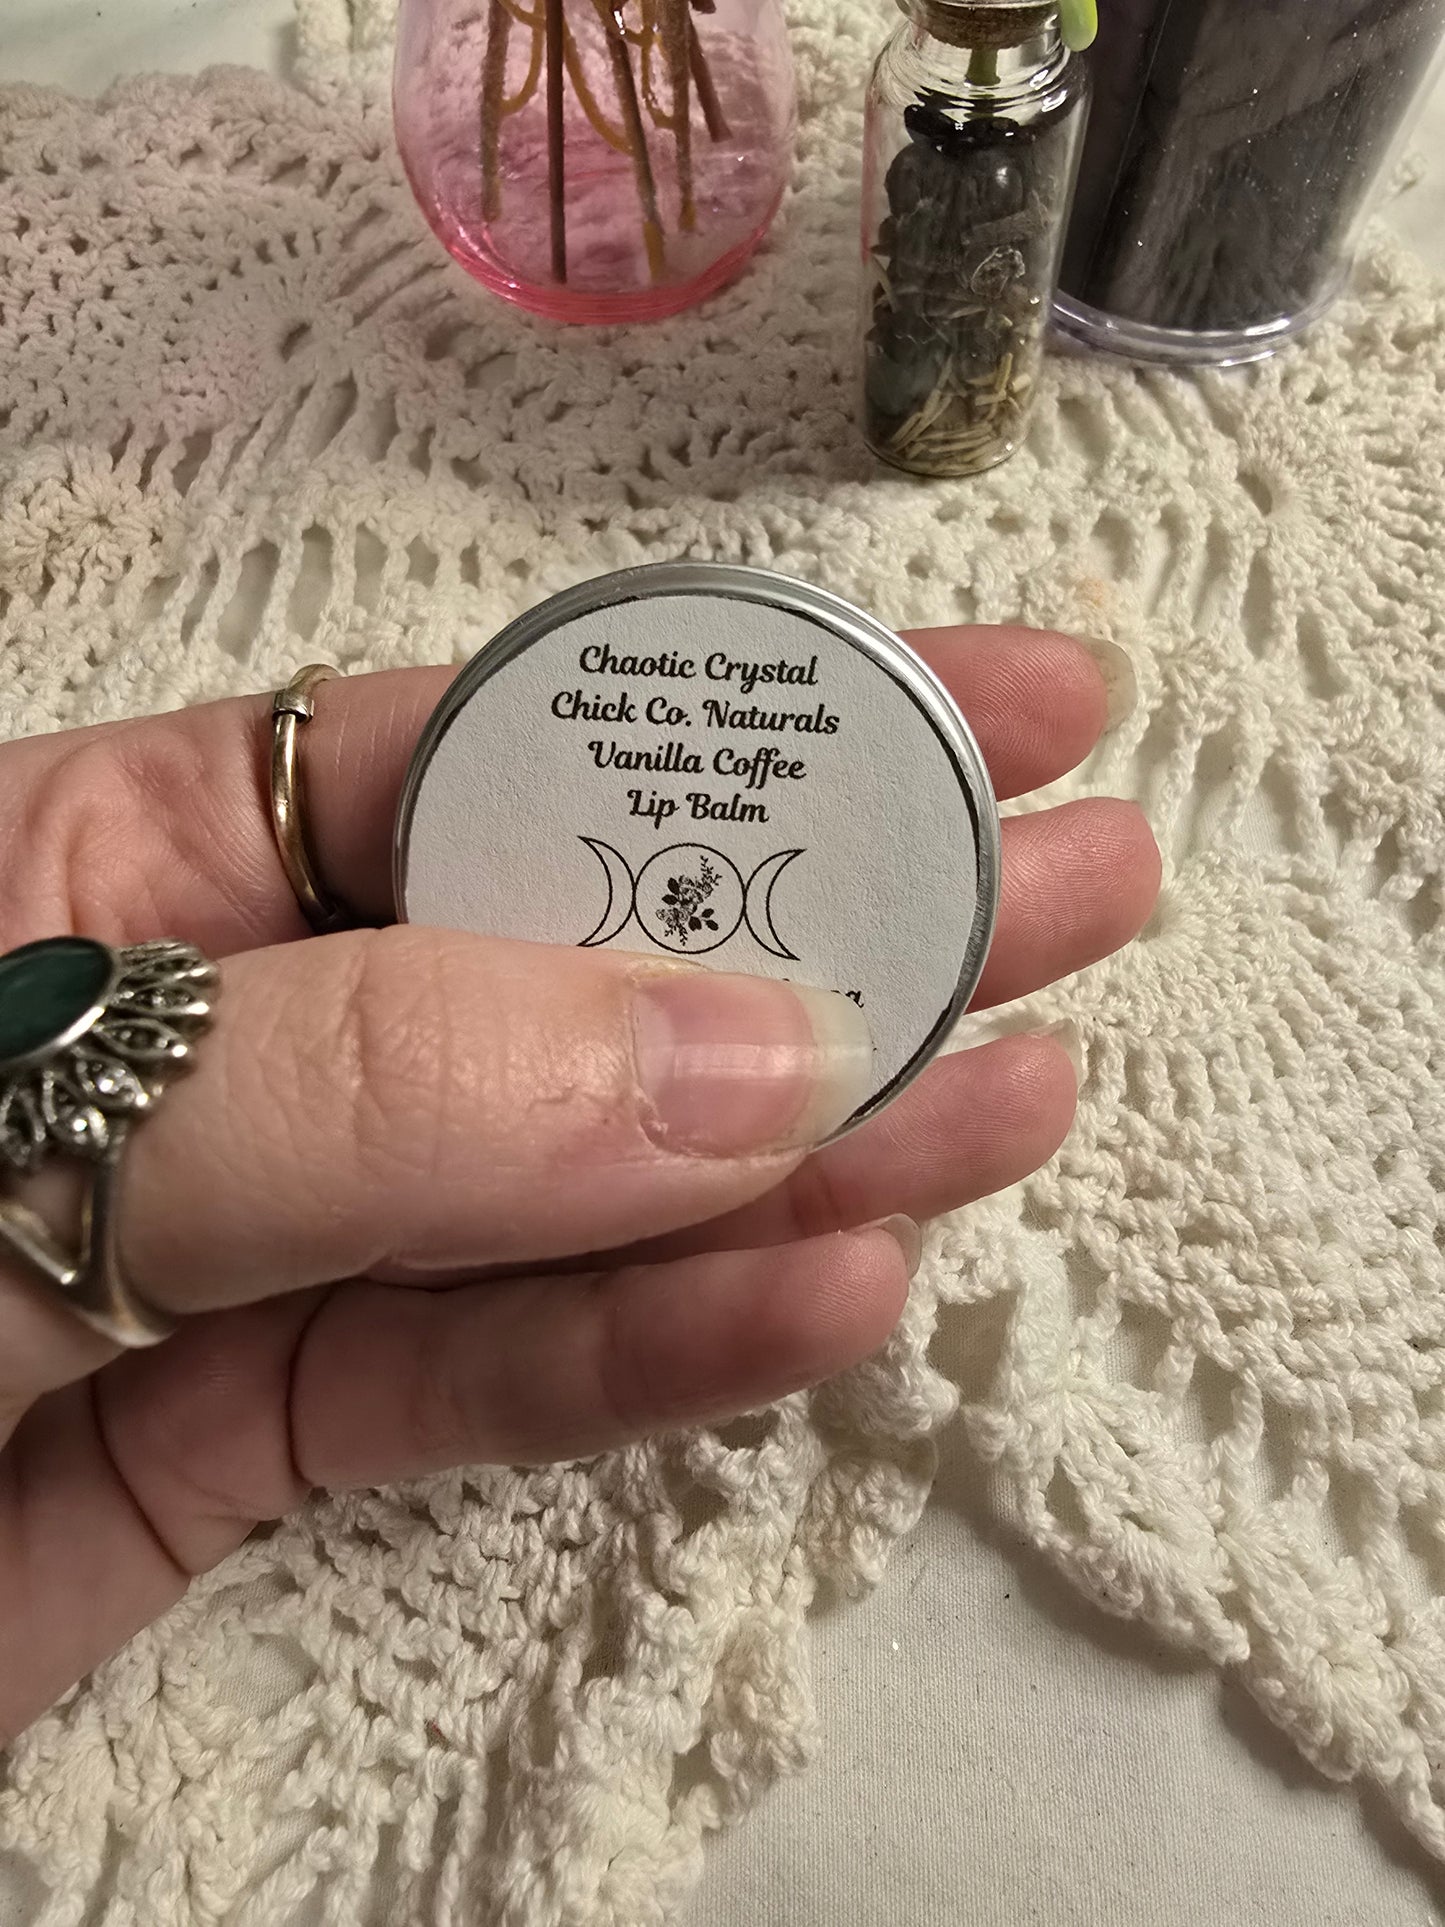 Chaotic Crystal
Chick Co. Naturals
Vanilla Coffee
Lip Balm